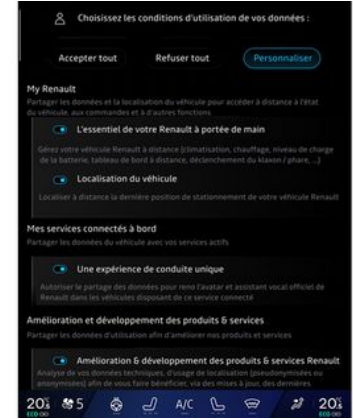 Choisissez les conditions d'utilisation de vos données :
Accepter tout
Refuser tout
Personnaliser
My Renault
Partager les données et la localisation du véhicule pour accéder à distance à l'état
du véhicule, aux commandes et à d'autres fonctions
L'essentiel de votre Renault à portée de main
Gérez votre véhicule Renault à distance (climatisation, chauffage, niveau de charge
de la batterie, tableau de bord à distance, déclenchement du klaxon / phare, ...)
Localisation du véhicule
Localiser à distance la dernière position de stationnement de votre véhicule Renault
Mes services connectés à bord
Partager les données du véhicule avec vos services actifs
Une expérience de conduite unique
Autoriser le partage des données pour reno l'avatar et assistant vocal officiel de
Renault dans les véhicules disposant de ce service connecté
Amélioration et développement des produits & services
Partager les données d'utilisation afin d'améliorer nos produits et services
Amélioration & développement des produits & services Renault
Analyse de vos données techniques, d'usage de localisation (pseudonymisées ou
anonymisées) afin de vous faire bénéficier, via des mises à jour, des dernières
20 5 A/C 20
ECO ECO